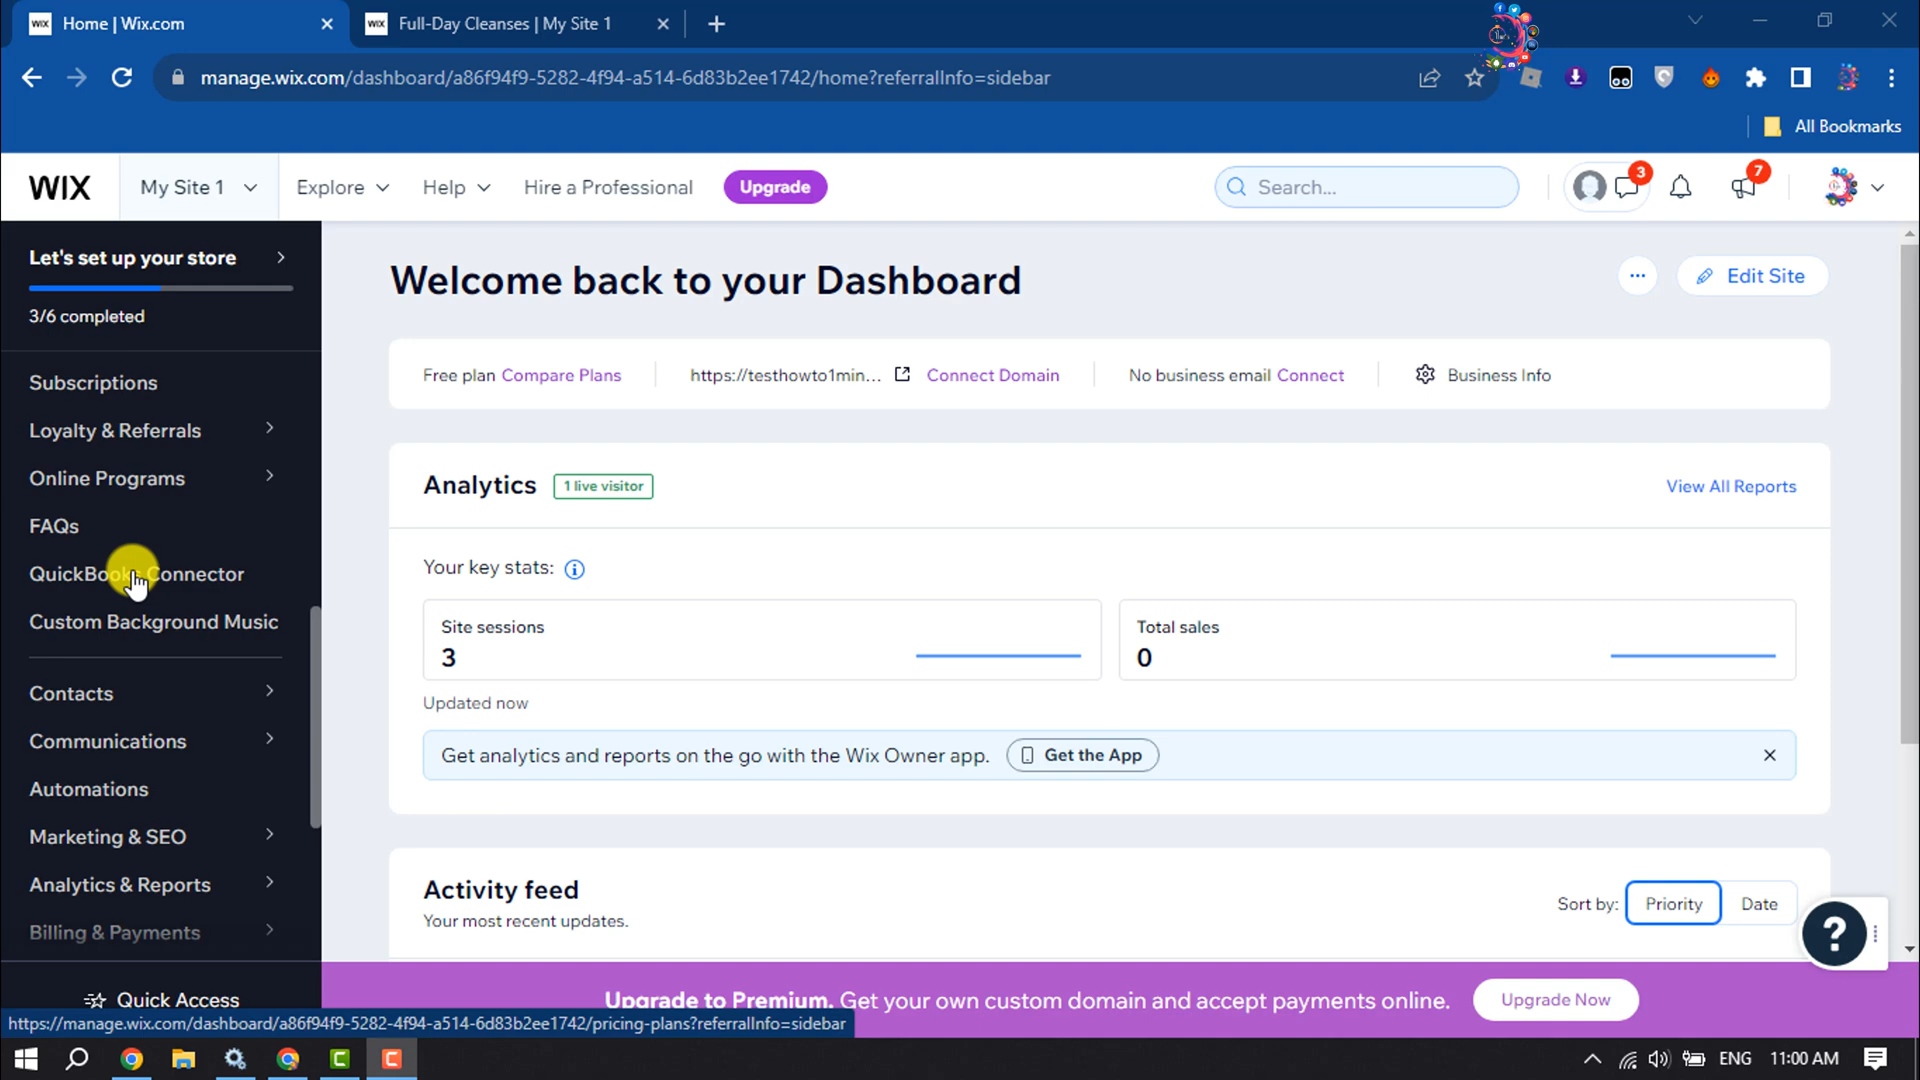 WIX Home | Wix.com
WIX Full-Day Cleanses | My Site 1
manage.wix.com/dashboard/a86f94f9-5282-4f94-a514-6d83b2ee1742/home?referralInfo=sidebar
All Bookmarks
WIX
My Site 1
Explore
Help
Hire a Professional
Upgrade
Search...
3
7
Let's set up your store
3/6 completed
Subscriptions
Loyalty & Referrals
Online Programs
FAQs
QuickBooks Connector
Custom Background Music
Contacts
Communications
Automations
Marketing & SEO
Analytics & Reports
Billing & Payments
Quick Access
Welcome back to your Dashboard
Edit Site
Free plan Compare Plans
https://testhowto1min...
Connect Domain
No business email Connect
Business Info
Analytics
1 live visitor
View All Reports
Your key stats:
Site sessions
3
Total sales
0
Updated now
Get analytics and reports on the go with the Wix Owner app.
Get the App
Activity feed
Your most recent updates.
Sort by:
Priority
Date
?
Upgrade to Premium. Get your own custom domain and accept payments online.
Upgrade Now
https://manage.wix.com/dashboard/a86f94f9-5282-4f94-a514-6d83b2ee1742/pricing-plans?referralInfo=sidebar
ENG
11:00 AM